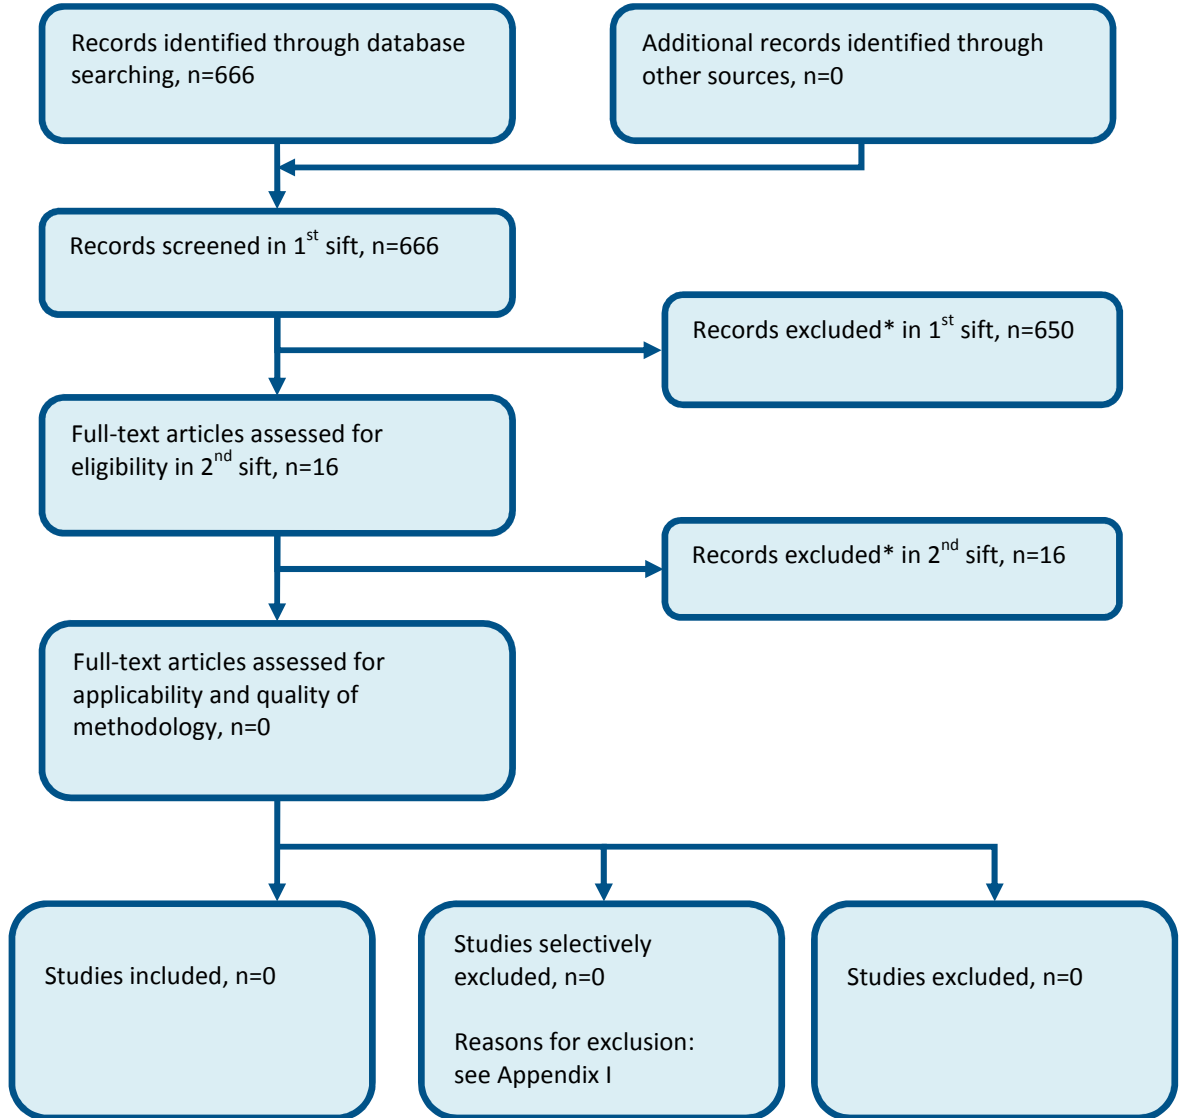 Records identified through database
searching, n=666
Additional records identified through
other sources, n=0
Records screened in 1st sift, n=666
Records excluded* in 1st sift, n=650
Full-text articles assessed for
eligibility in 2nd sift, n=16
Records excluded* in 2nd sift, n=16
Full-text articles assessed for
applicability and quality of
methodology, n=0
Studies included, n=0
Studies selectively
excluded, n=0
Reasons for exclusion:
see Appendix I
Studies excluded, n=0